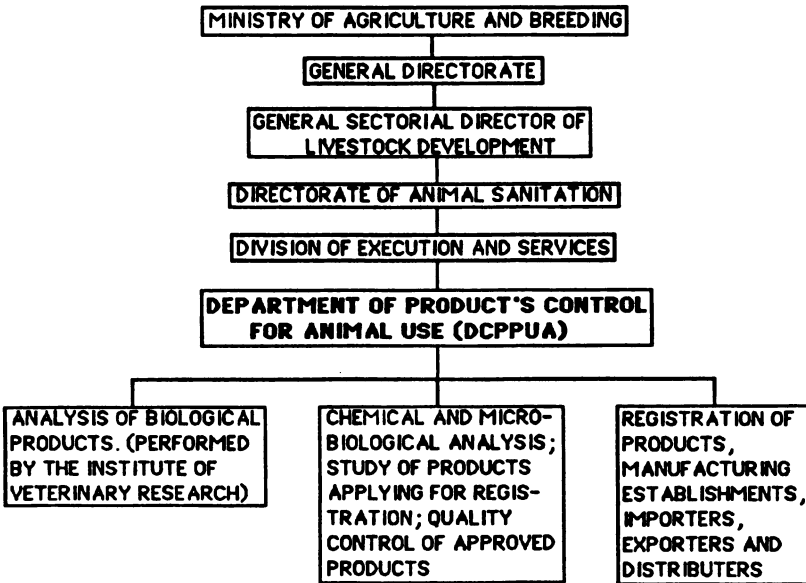 MINISTRY OF AGRICULTURE AND BREEDING
GENERAL DIRECTORATE
GENERAL SECTORIAL DIRECTOR OF
LIVESTOCK DEVELOPMENT
DIRECTORATE OF ANIMAL SANITATION
DIVISION OF EXECUTION AND SERVICES
DEPARTMENT OF PRODUCT'S CONTROL
FOR ANIMAL USE (DCPPUA)
ANALYSIS OF BIOLOGICAL
PRODUCTS. (PERFORMED
BY THE INSTITUTE OF
VETERINARY RESEARCH)
CHEMICAL AND MICRO-
BIOLOGICAL ANALYSIS;
STUDY OF PRODUCTS
APPLYING FOR REGIS-
TRATION; QUALITY
CONTROL OF APPROVED
PRODUCTS
REGISTRATION OF
PRODUCTS,
MANUFACTURING
ESTABLISHMENTS,
IMPORTERS,
EXPORTERS AND
DISTRIBUTERS